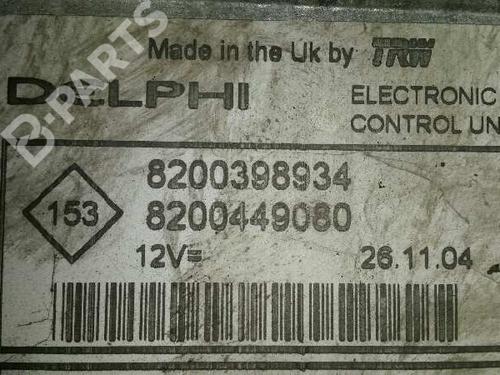 Made in the Uk by TRW
DELPHI
ELECTRONIC
CONTROL UN
8200398934
153
8200449080
12V=
26.11.04
B-PARTS